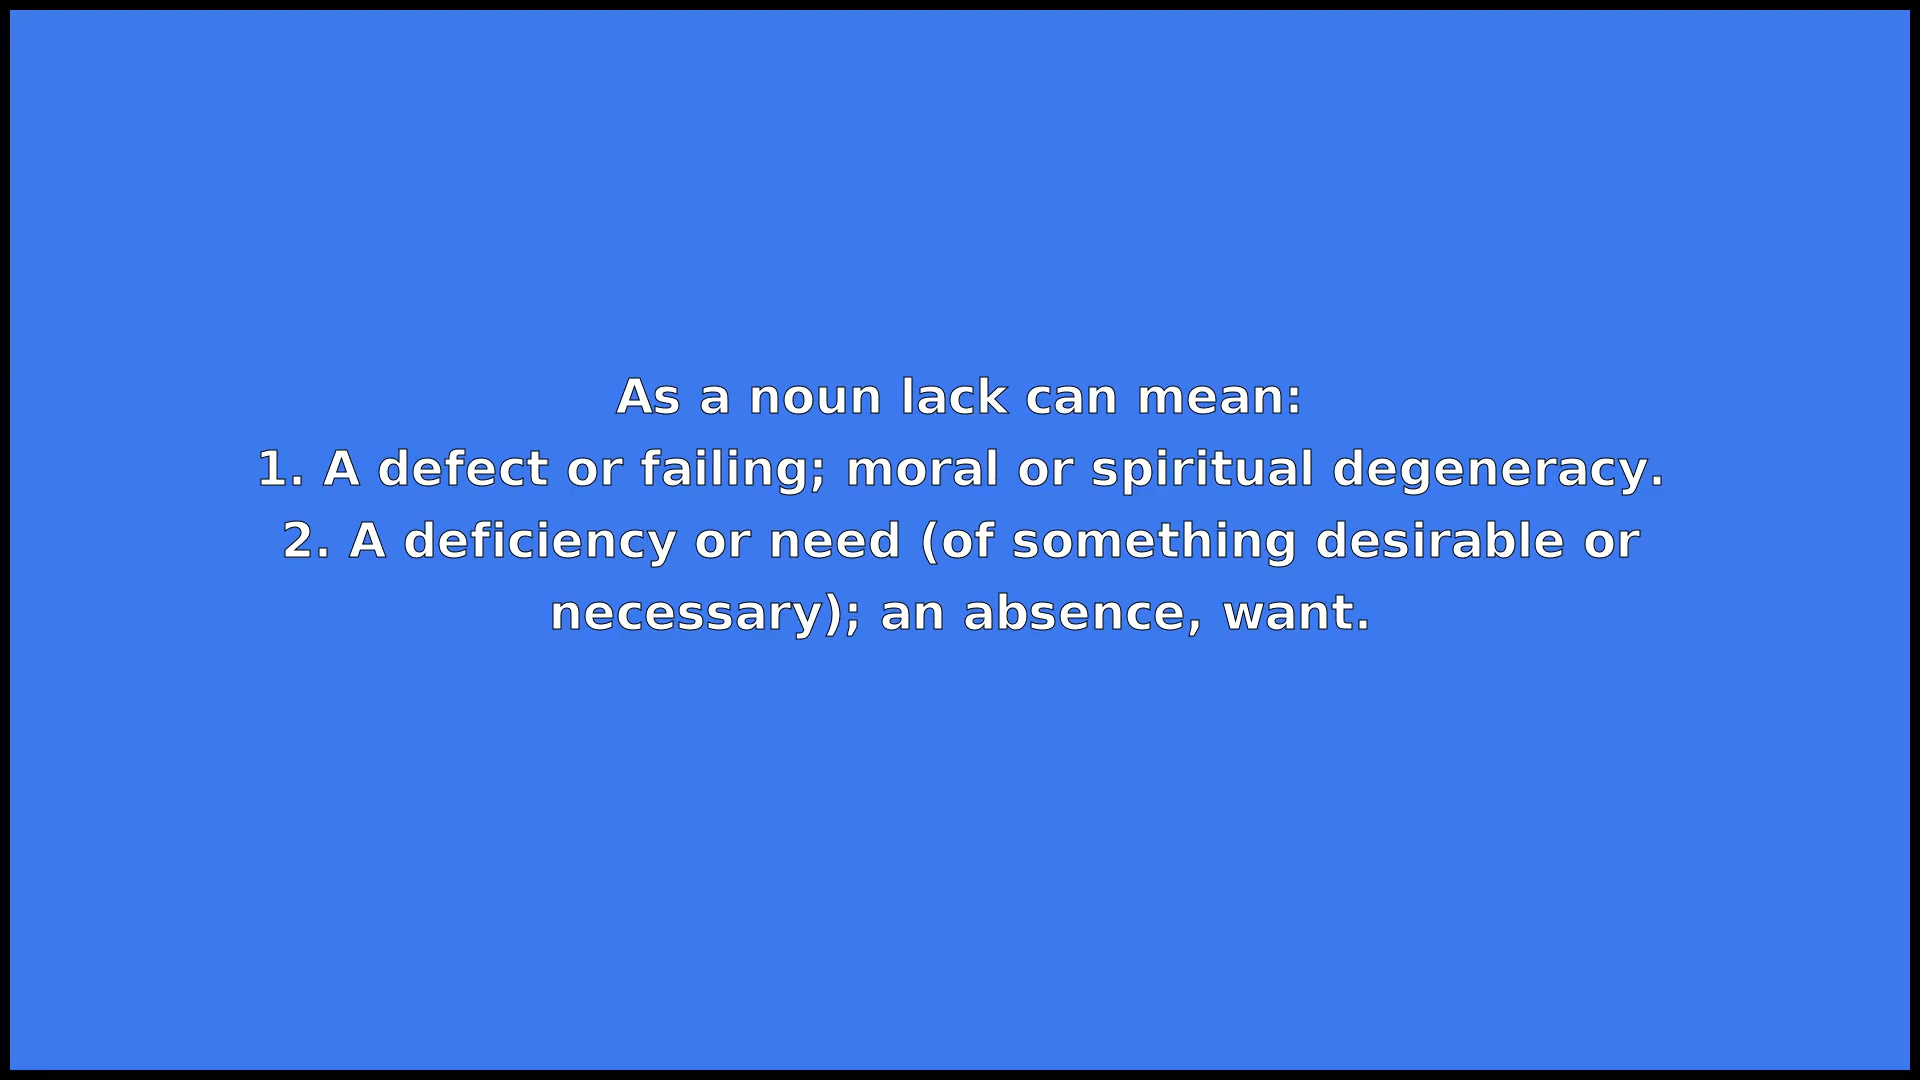 As a noun lack can mean:
1. A defect or failing; moral or spiritual degeneracy.
2. A deficiency or need (of something desirable or
necessary); an absence, want.